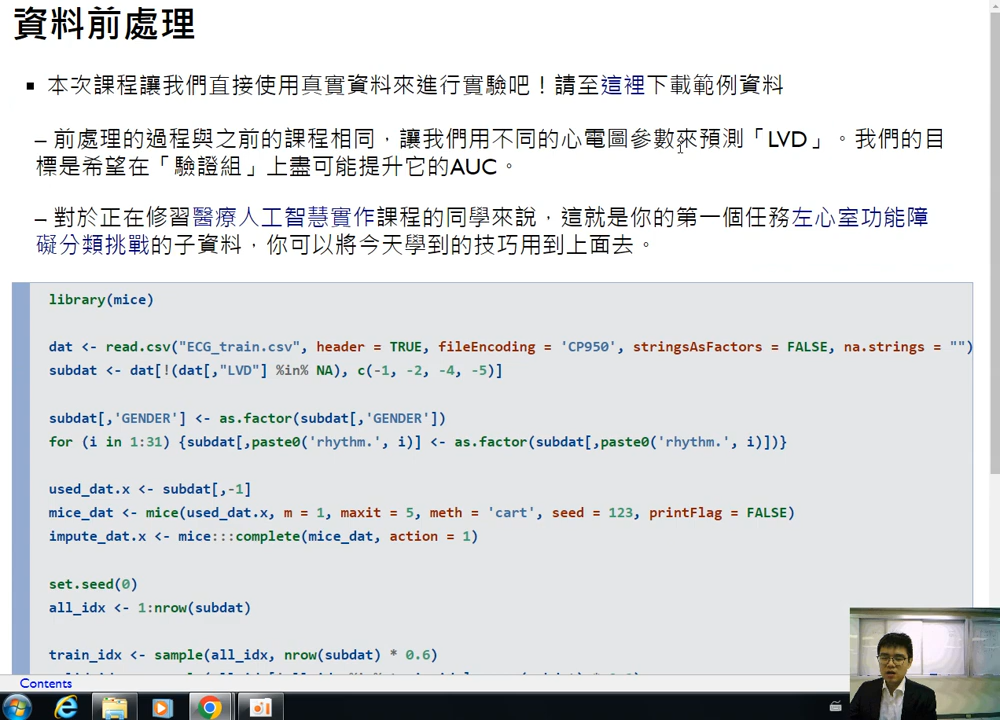 資料前處理
▪ 本次課程讓我們直接使用真實資料來進行實驗吧！請至這裡下載範例資料
– 前處理的過程與之前的課程相同，讓我們用不同的心電圖參數來預測「LVD」。我們的目
標是希望在「驗證組」上盡可能提升它的AUC。
– 對於正在修習醫療人工智慧實作課程的同學來說，這就是你的第一個任務左心室功能障
礙分類挑戰的子資料，你可以將今天學到的技巧用到上面去。
library(mice)
dat <- read.csv("ECG_train.csv", header = TRUE, fileEncoding = 'CP950', stringsAsFactors = FALSE, na.strings = "")
subdat <- dat[!(dat[,"LVD"] %in% NA), c(-1, -2, -4, -5)]
subdat[,'GENDER'] <- as.factor(subdat[,'GENDER'])
for (i in 1:31) {subdat[,paste0('rhythm.', i)] <- as.factor(subdat[,paste0('rhythm.', i)])}
used_dat.x <- subdat[,-1]
mice_dat <- mice(used_dat.x, m = 1, maxit = 5, meth = 'cart', seed = 123, printFlag = FALSE)
impute_dat.x <- mice:::complete(mice_dat, action = 1)
set.seed(0)
all_idx <- 1:nrow(subdat)
train_idx <- sample(all_idx, nrow(subdat) * 0.6)
Contents